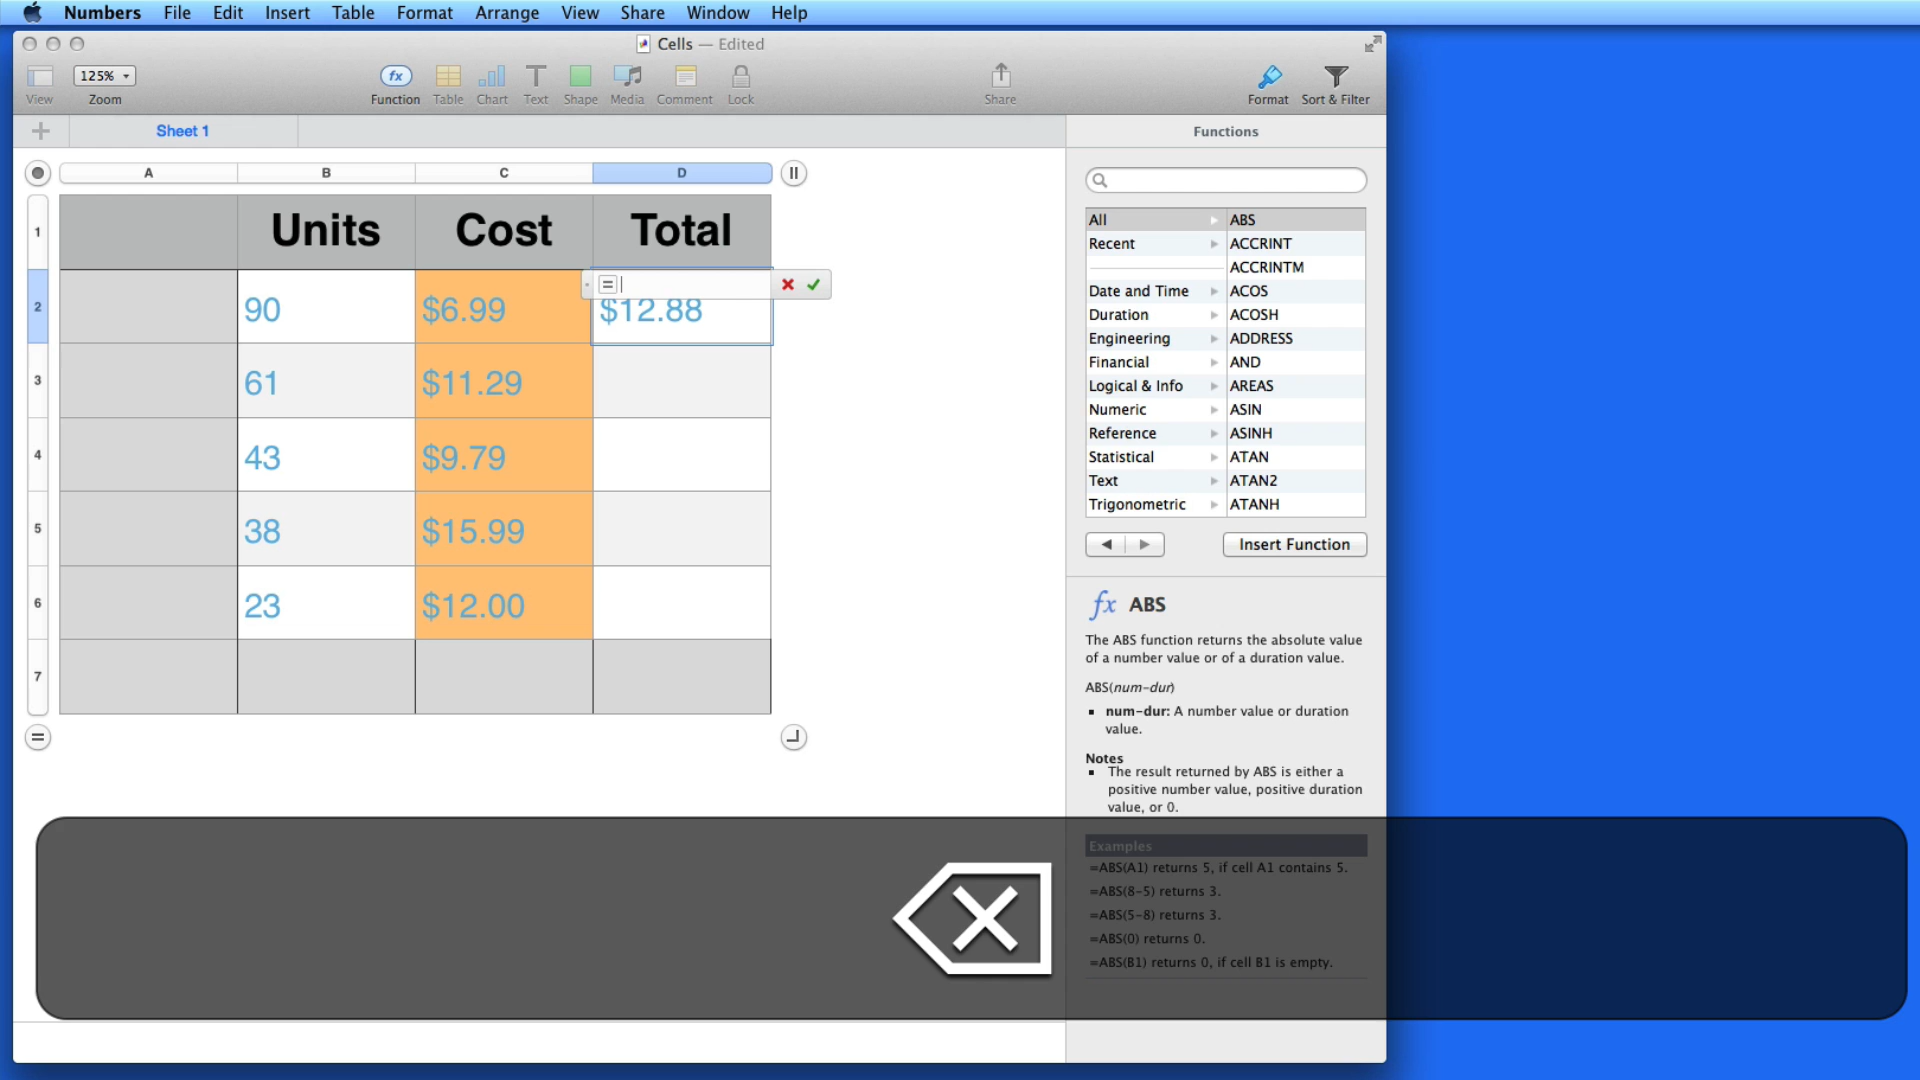 Numbers File Edit Insert Table Format Arrange View Share Window Help
Cells — Edited
125%
View Zoom Function Table Chart Text Shape Media Comment Lock Share Format Sort & Filter
fx
+ Sheet 1
Functions
A B C D
1 Units Cost Total
=
2 90 $6.99 $12.88
3 61 $11.29
4 43 $9.79
5 38 $15.99
6 23 $12.00
7
=
All ABS
Recent ACCRINT
ACCRINTM
Date and Time ACOS
Duration ACOSH
Engineering ADDRESS
Financial AND
Logical & Info AREAS
Numeric ASIN
Reference ASINH
Statistical ATAN
Text ATAN2
Trigonometric ATANH
Insert Function
fx ABS
The ABS function returns the absolute value
of a number value or of a duration value.
ABS(num-dur)
▪ num-dur: A number value or duration
value.
Notes
▪ The result returned by ABS is either a
positive number value, positive duration
value, or 0.
Examples
=ABS(A1) returns 5, if cell A1 contains 5.
=ABS(8-5) returns 3.
=ABS(5-8) returns 3.
=ABS(0) returns 0.
=ABS(B1) returns 0, if cell B1 is empty.